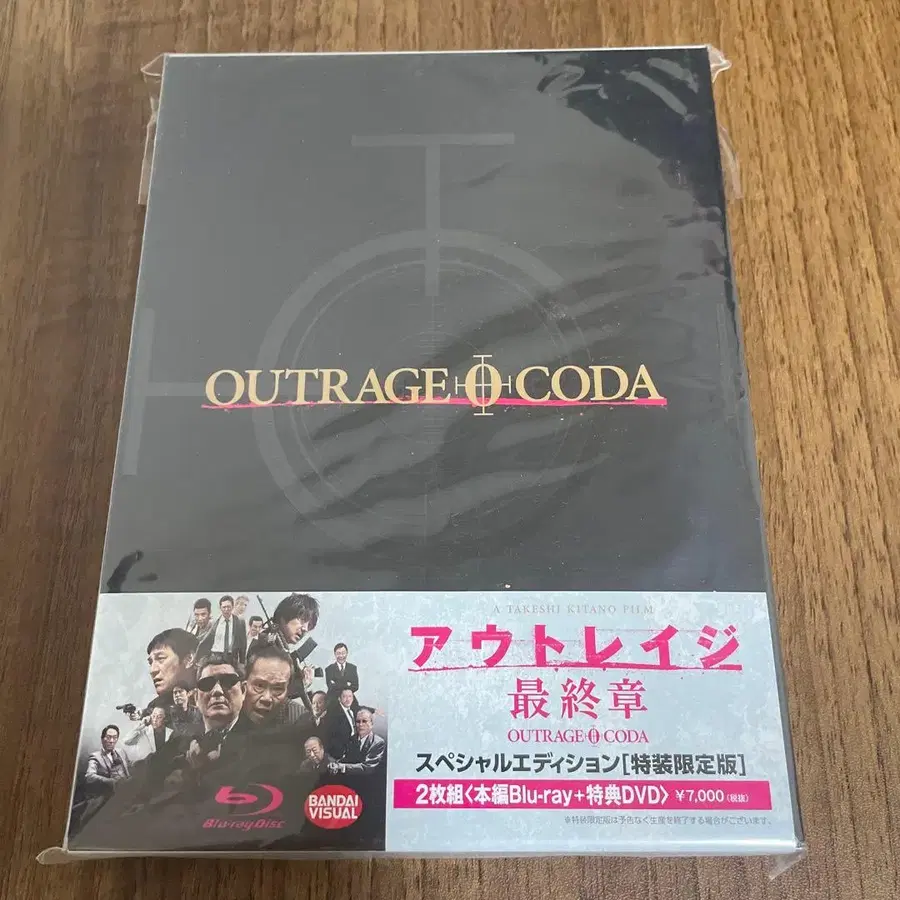 OUTRAGE CODA
A TAKESHI KITANO FILM
アウトレイジ
最終章
OUTRAGE CODA
スペシャルエディション[特装限定版]
2枚組〈本編Blu-ray+特典DVD〉 ¥7,000(税抜)
※特装限定版は予告なく生産を終了する場合がございます。
Blu-ray Disc
BANDAI
VISUAL